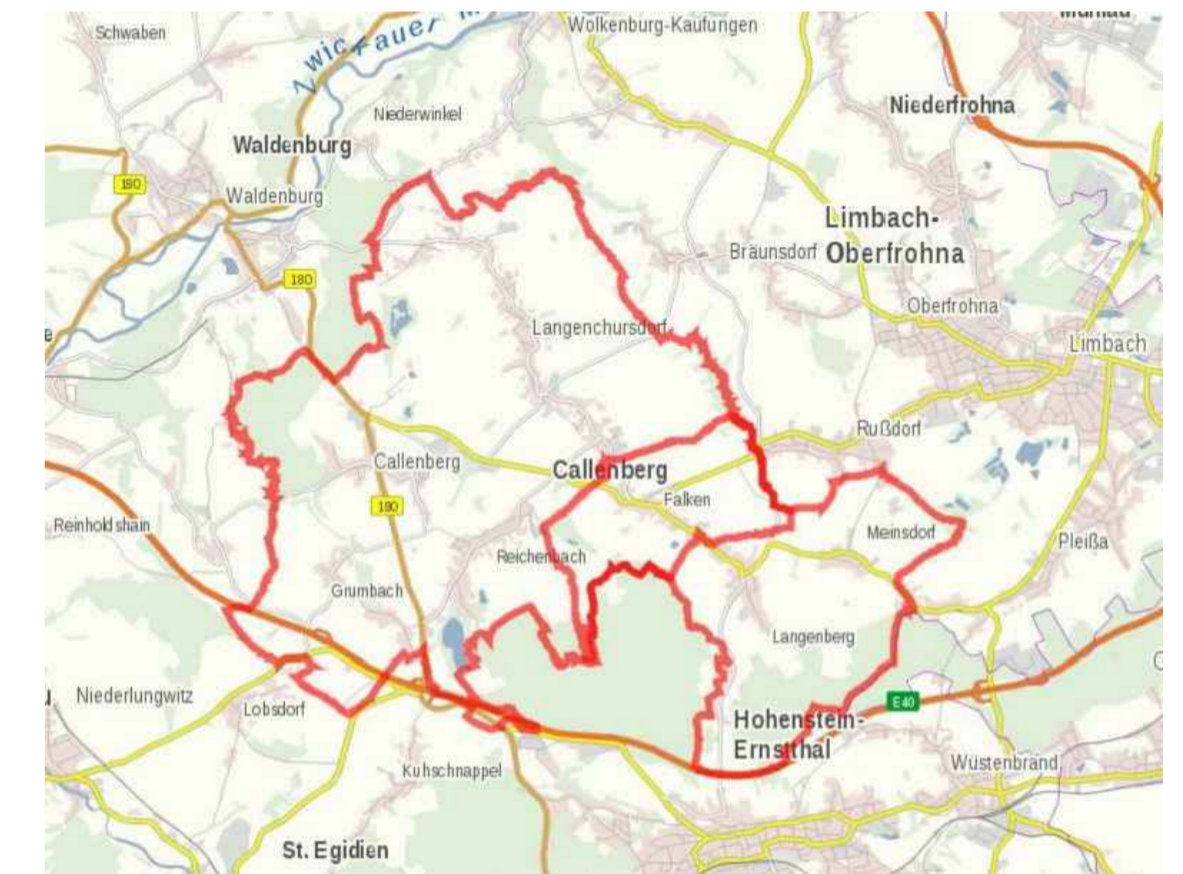 Schwaben
Wolkenburg-Kaufungen
Zwickauer
Niederwinkel
Niederfrohna
Waldenburg
180
Waldenburg
Limbach-
Oberfrohna
Bräunsdorf
180
Oberfrohna
Langenchursdorf
Limbach
Rußdorf
Callenberg
Callenberg
Falken
180
Reinholdshain
Meinsdorf
Pleißa
Reichenbach
Grumbach
Langenberg
Niederlungwitz
Lobsdorf
E 40
Hohenstein-
Ernstthal
Kuhschnappel
Wüstenbrand
St. Egidien